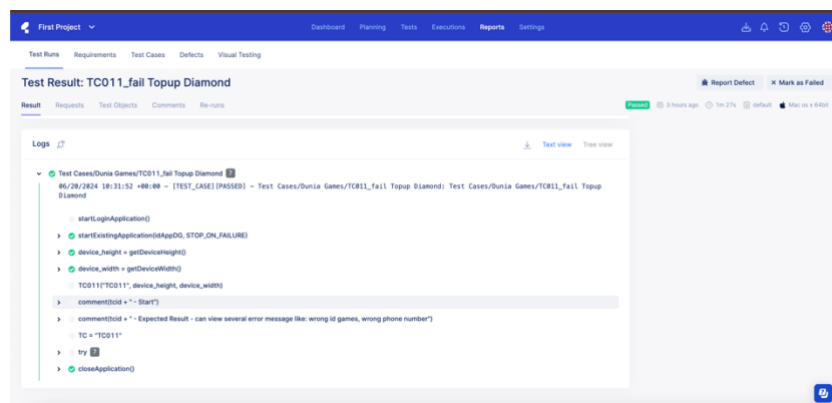 First Project
Dashboard Planning Tests Executions Reports Settings
Test Runs Requirements Test Cases Defects Visual Testing
Test Result: TC011_fail Topup Diamond
Report Defect × Mark as Failed
Result Requests Test Objects Comments Re-runs
Passed 3 hours ago 1m 27s default Mac os x 64bit
Logs
Text view Tree view
Test Cases/Dunia Games/TC011_fail Topup Diamond 7
06/20/2024 10:31:52 +00:00 - [TEST_CASE][PASSED] - Test Cases/Dunia Games/TC011_fail Topup Diamond: Test Cases/Dunia Games/TC011_fail Topup
Diamond
startLoginApplication()
startExistingApplication(idAppDG, STOP_ON_FAILURE)
device_height = getDeviceHeight()
device_width = getDeviceWidth()
TC011("TC011", device_height, device_width)
comment(tcid + " - Start")
comment(tcid + " - Expected Result - can view several error message like: wrong id games, wrong phone number")
TC = "TC011"
try 7
closeApplication()